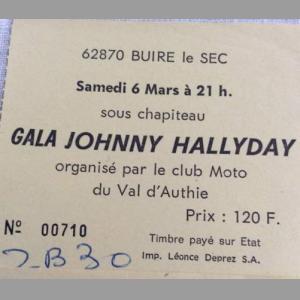 62870 BUIRE le SEC
Samedi 6 Mars à 21 h.
sous chapiteau
GALA JOHNNY HALLYDAY
organisé par le club Moto
du Val d'Authie
Prix : 120 F.
Nº 00710
Timbre payé sur Etat
Imp. Léonce Deprez S.A.